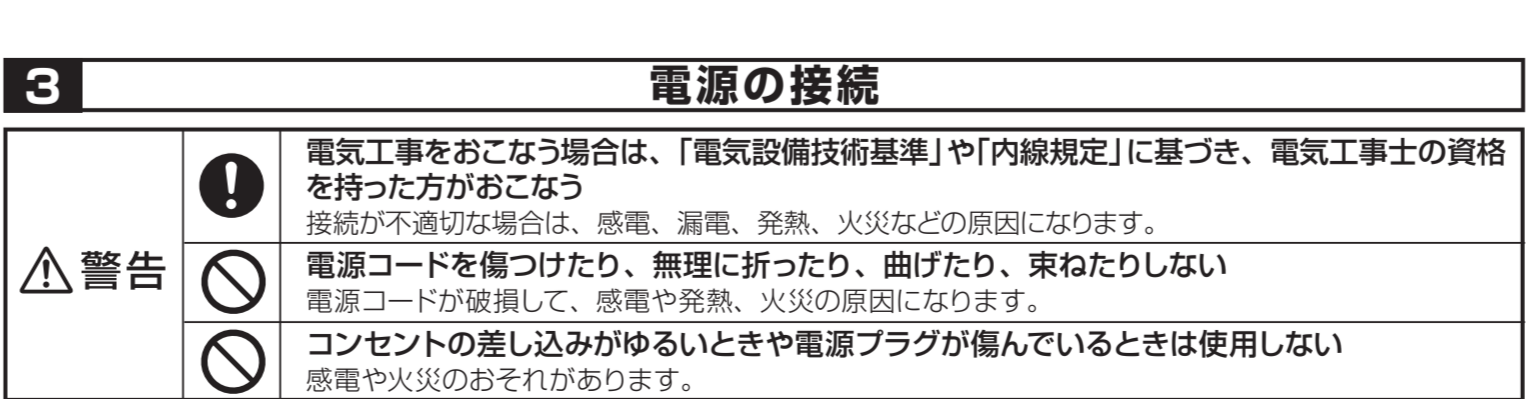 3 電源の接続
電気工事をおこなう場合は、「電気設備技術基準」や「内線規定」に基づき、電気工事士の資格
を持った方がおこなう
接続が不適切な場合は、感電、漏電、発熱、火災などの原因になります。
警告
電源コードを傷つけたり、無理に折ったり、曲げたり、束ねたりしない
電源コードが破損して、感電や発熱、火災の原因になります。
コンセントの差し込みがゆるいときや電源プラグが傷んでいるときは使用しない
感電や火災のおそれがあります。